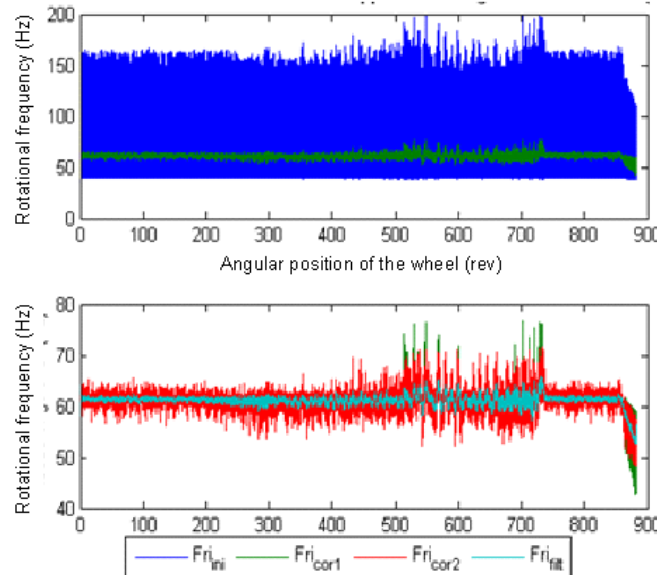 200
150
100
50
0
Rotational frequency (Hz)
0 100 200 300 400 500 600 700 800 900
Angular position of the wheel (rev)
80
70
60
50
40
Rotational frequency (Hz)
0 100 200 300 400 500 600 700 800 900
Fri_ini Fri_cor1 Fri_cor2 Fri_filt